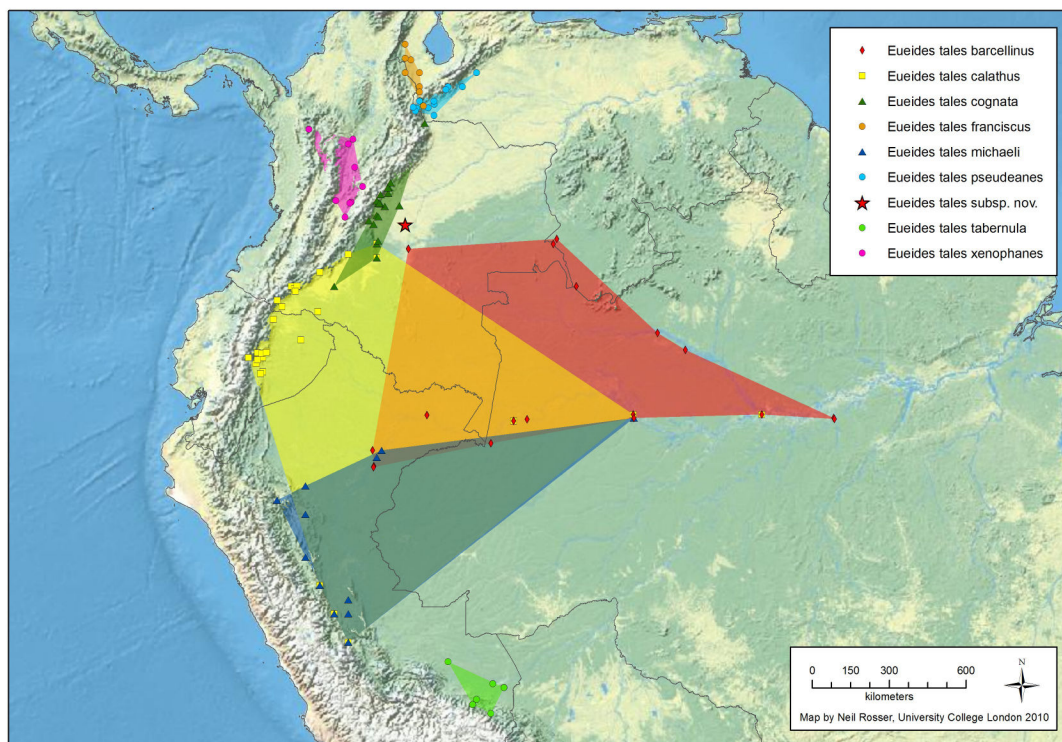 Eueides tales barcellinus
Eueides tales calathus
Eueides tales cognata
Eueides tales franciscus
Eueides tales michaeli
Eueides tales pseudeanes
Eueides tales subsp. nov.
Eueides tales tabernula
Eueides tales xenophanes
N
0 150 300 600
kilometers
Map by Neil Rosser, University College London 2010